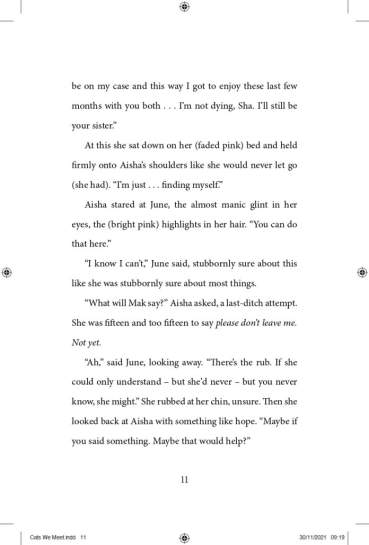 be on my case and this way I got to enjoy these last few
months with you both . . . I’m not dying, Sha. I’ll still be
your sister.”
At this she sat down on her (faded pink) bed and held
firmly onto Aisha’s shoulders like she would never let go
(she had). “I’m just . . . finding myself.”
Aisha stared at June, the almost manic glint in her
eyes, the (bright pink) highlights in her hair. “You can do
that here.”
“I know I can’t,” June said, stubbornly sure about this
like she was stubbornly sure about most things.
“What will Mak say?” Aisha asked, a last-ditch attempt.
She was fifteen and too fifteen to say please don’t leave me.
Not yet.
“Ah,” said June, looking away. “There’s the rub. If she
could only understand – but she’d never – but you never
know, she might.” She rubbed at her chin, unsure. Then she
looked back at Aisha with something like hope. “Maybe if
you said something. Maybe that would help?”
11
Cats We Meet.indd 11
30/11/2021 09:19